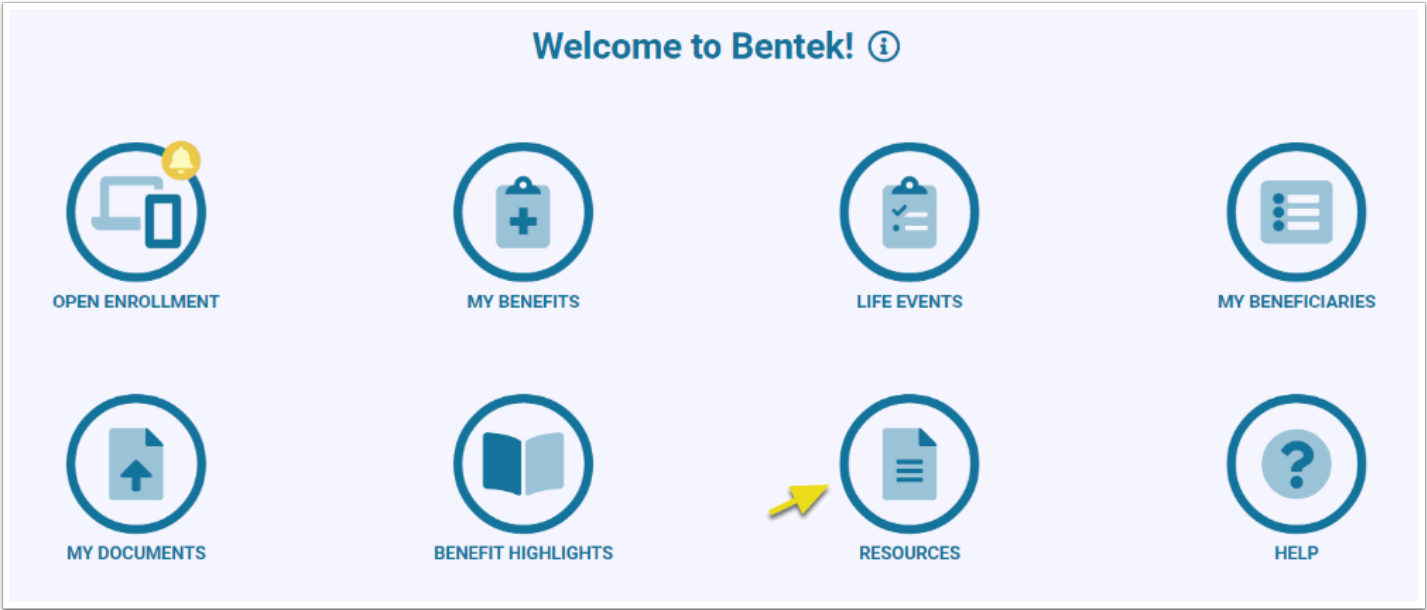 Welcome to Bentek!
OPEN ENROLLMENT
MY BENEFITS
LIFE EVENTS
MY BENEFICIARIES
MY DOCUMENTS
BENEFIT HIGHLIGHTS
RESOURCES
HELP